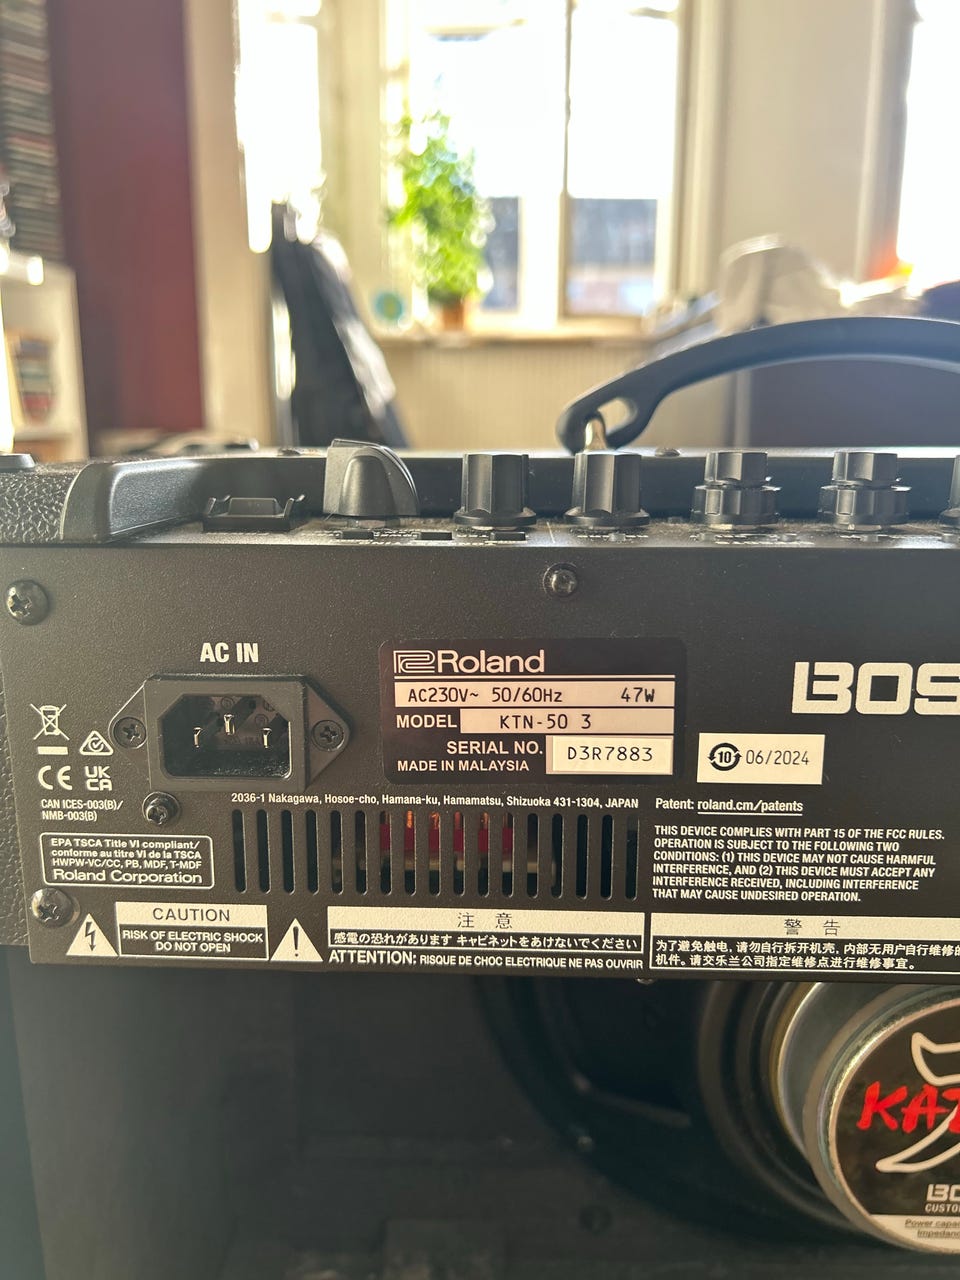 AC IN
Roland
AC230V~ 50/60Hz 47W
MODEL KTN-50 3
SERIAL NO. D3R7883
MADE IN MALAYSIA
BOS
10 06/2024
CE UK CA
CAN ICES-003(B)/
NMB-003(B)
2036-1 Nakagawa, Hosoe-cho, Hamana-ku, Hamamatsu, Shizuoka 431-1304, JAPAN
Patent: roland.cm/patents
EPA TSCA Title VI compliant/
conforme au titre VI de la TSCA
HWPW-VC/CC, PB, MDF, T-MDF
Roland Corporation
THIS DEVICE COMPLIES WITH PART 15 OF THE FCC RULES.
OPERATION IS SUBJECT TO THE FOLLOWING TWO
CONDITIONS: (1) THIS DEVICE MAY NOT CAUSE HARMFUL
INTERFERENCE, AND (2) THIS DEVICE MUST ACCEPT ANY
INTERFERENCE RECEIVED, INCLUDING INTERFERENCE
THAT MAY CAUSE UNDESIRED OPERATION.
CAUTION
RISK OF ELECTRIC SHOCK
DO NOT OPEN
注 意
感電の恐れがあります キャビネットをあけないでください
ATTENTION: RISQUE DE CHOC ELECTRIQUE NE PAS OUVRIR
警 告
为了避免触电, 请勿自行拆开机壳, 内部无用户自行维修的
机件。请交乐兰公司指定维修点进行维修事宜。
KA
BO
CUSTO
Power capa
Impedan